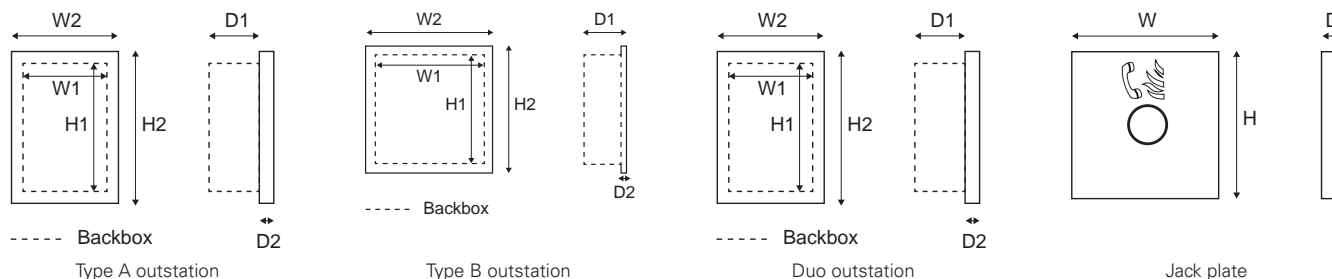 W2
D1
W1
H1
H2
D2
Backbox
Type A outstation
W2
D1
W1
H1
H2
D2
Backbox
Type B outstation
W2
D1
W1
H1
H2
D2
Backbox
Duo outstation
W
H
Jack plate